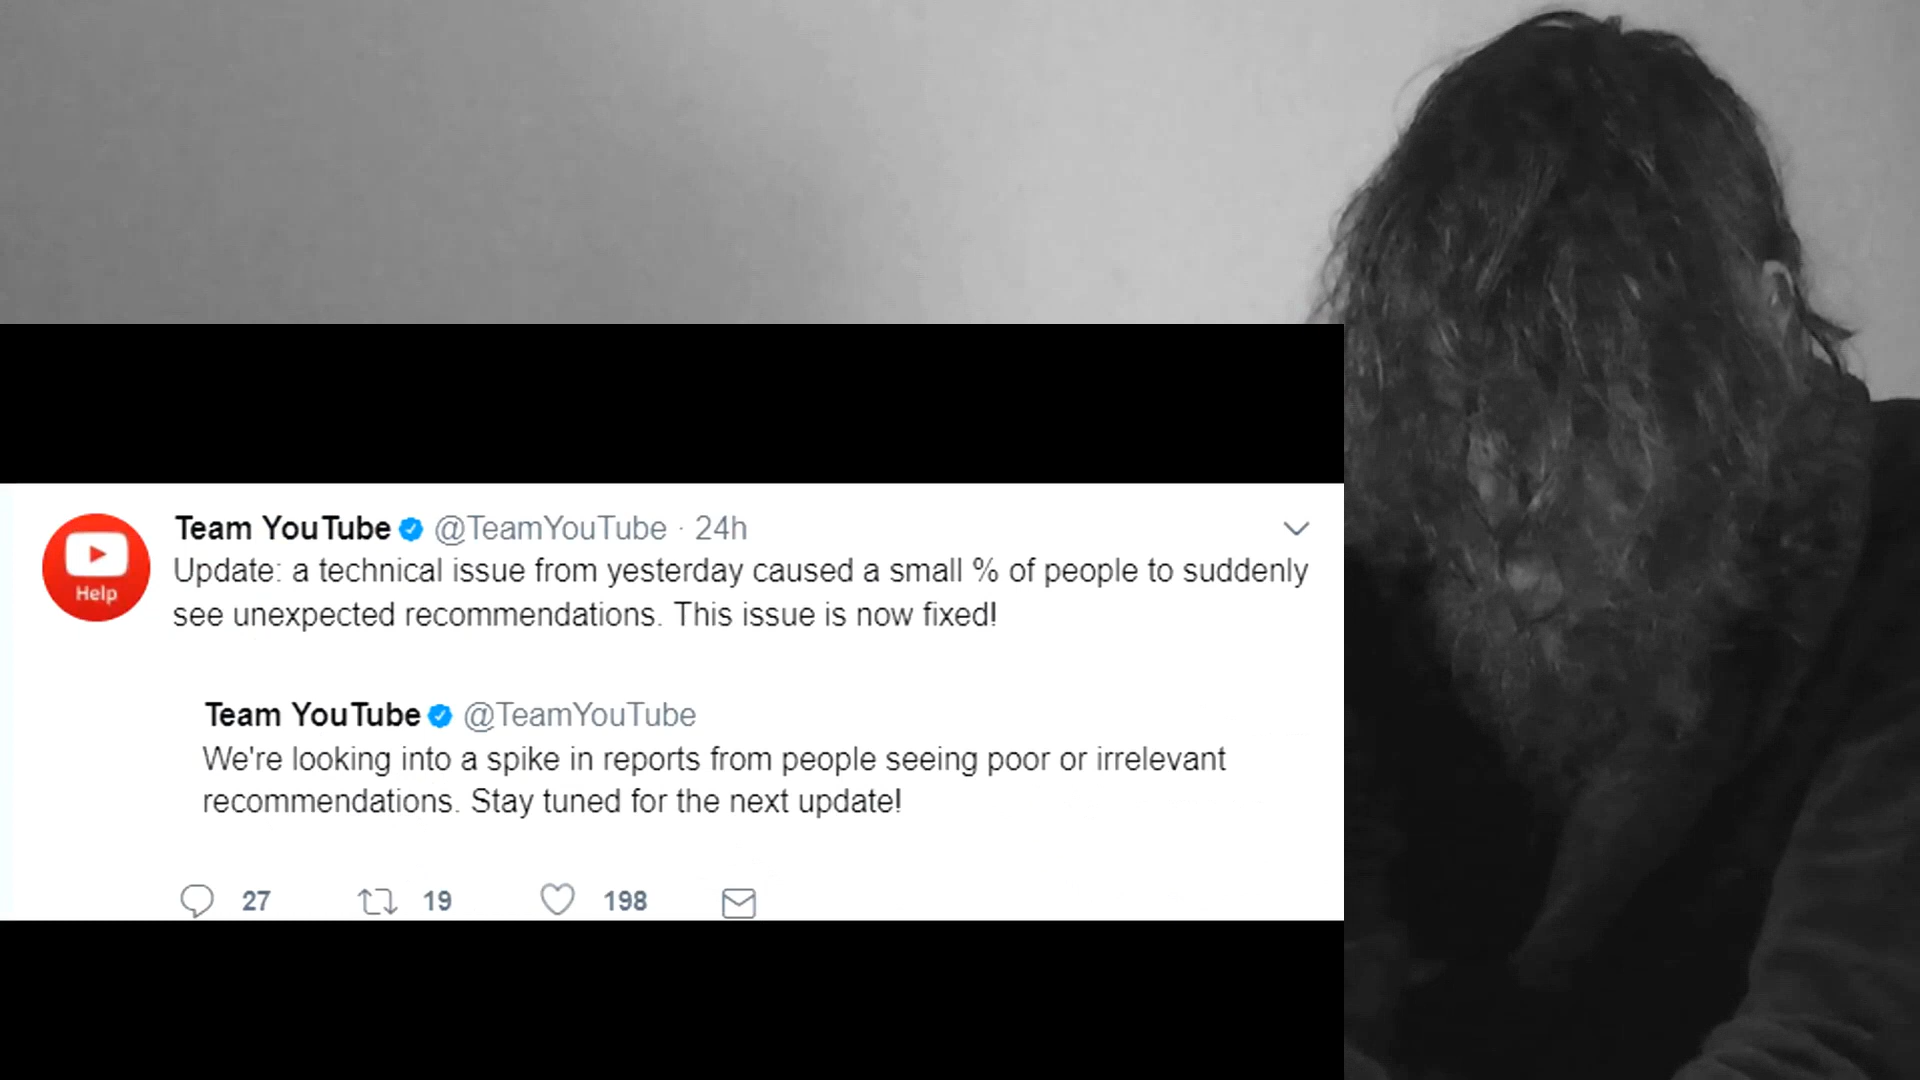 Team YouTube @TeamYouTube · 24h
Update: a technical issue from yesterday caused a small % of people to suddenly
see unexpected recommendations. This issue is now fixed!
Help
Team YouTube @TeamYouTube
We're looking into a spike in reports from people seeing poor or irrelevant
recommendations. Stay tuned for the next update!
27 19 198